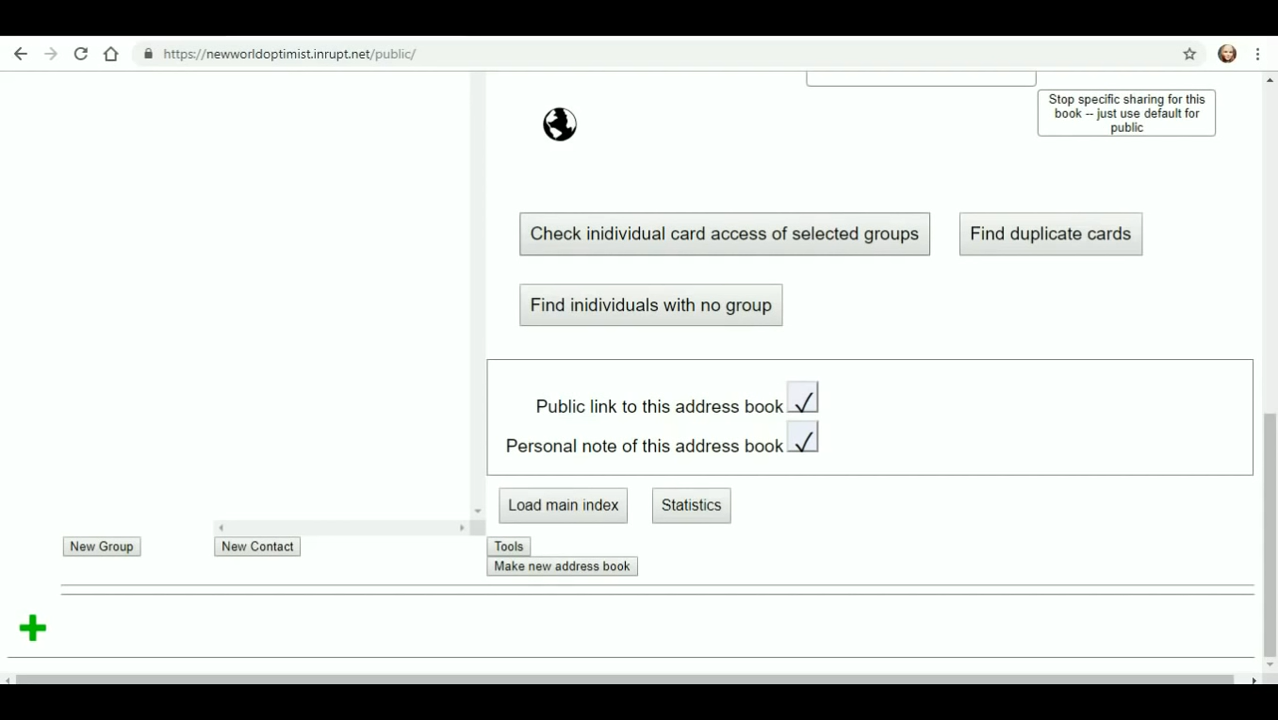 https://newworldoptimist.inrupt.net/public/
Stop specific sharing for this
book -- just use default for
public
Check inidividual card access of selected groups
Find duplicate cards
Find inidividuals with no group
Public link to this address book ✓
Personal note of this address book ✓
Load main index
Statistics
New Group
New Contact
Tools
Make new address book